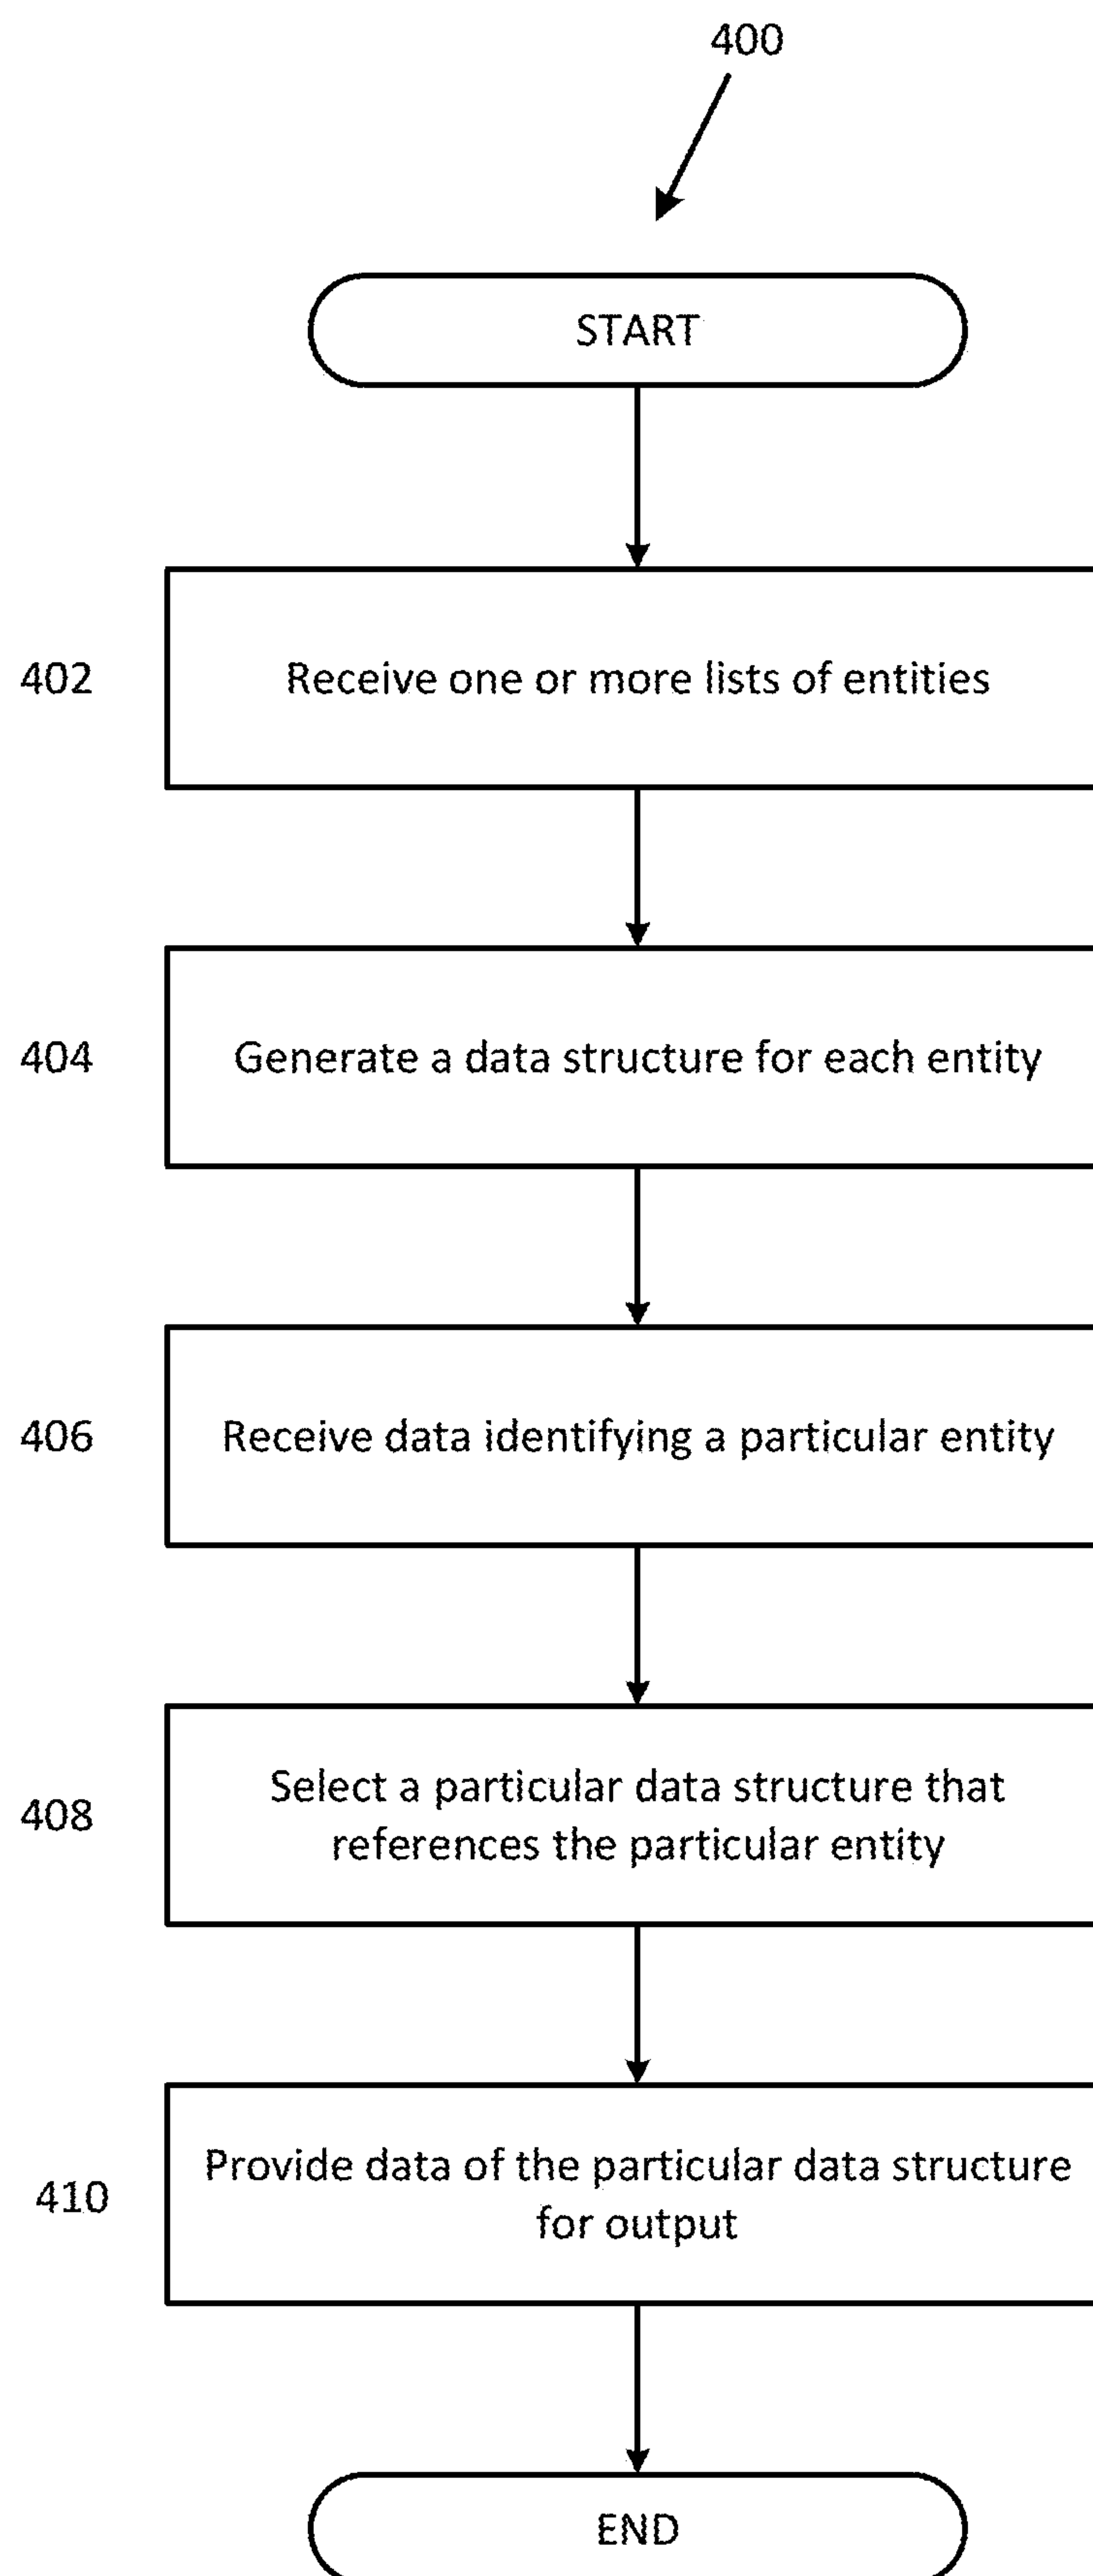 400
START
402
Receive one or more lists of entities
404
Generate a data structure for each entity
406
Receive data identifying a particular entity
408
Select a particular data structure that
references the particular entity
410
Provide data of the particular data structure
for output
END